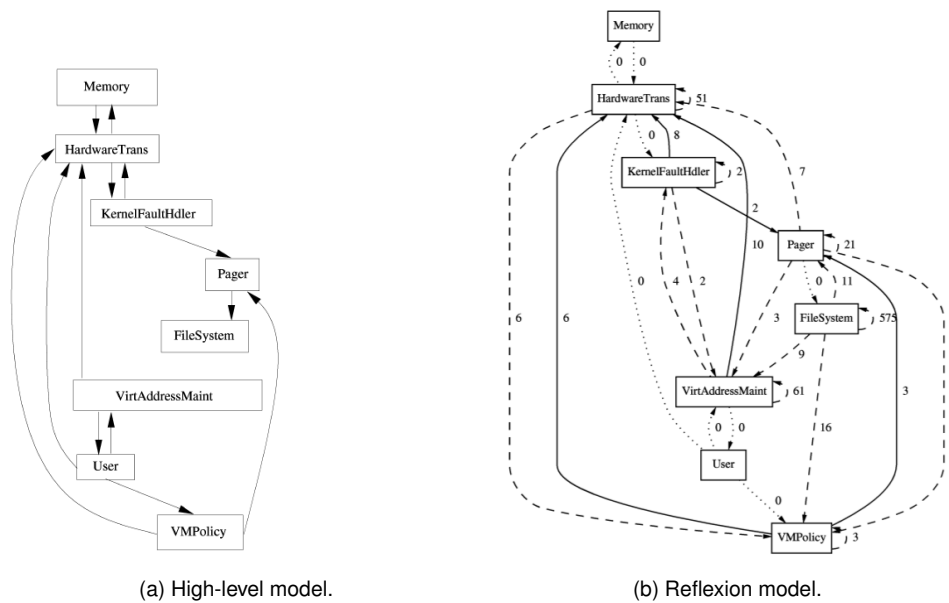 Memory
HardwareTrans
KernelFaultHdler
Pager
FileSystem
VirtAddressMaint
User
VMPolicy
(a) High-level model.
Memory
0
0
HardwareTrans
51
0
8
7
KernelFaultHdler
2
2
Pager
21
10
0
4
2
0
11
6
6
3
FileSystem
575
9
VirtAddressMaint
61
3
0
0
16
User
0
VMPolicy
3
(b) Reflexion model.